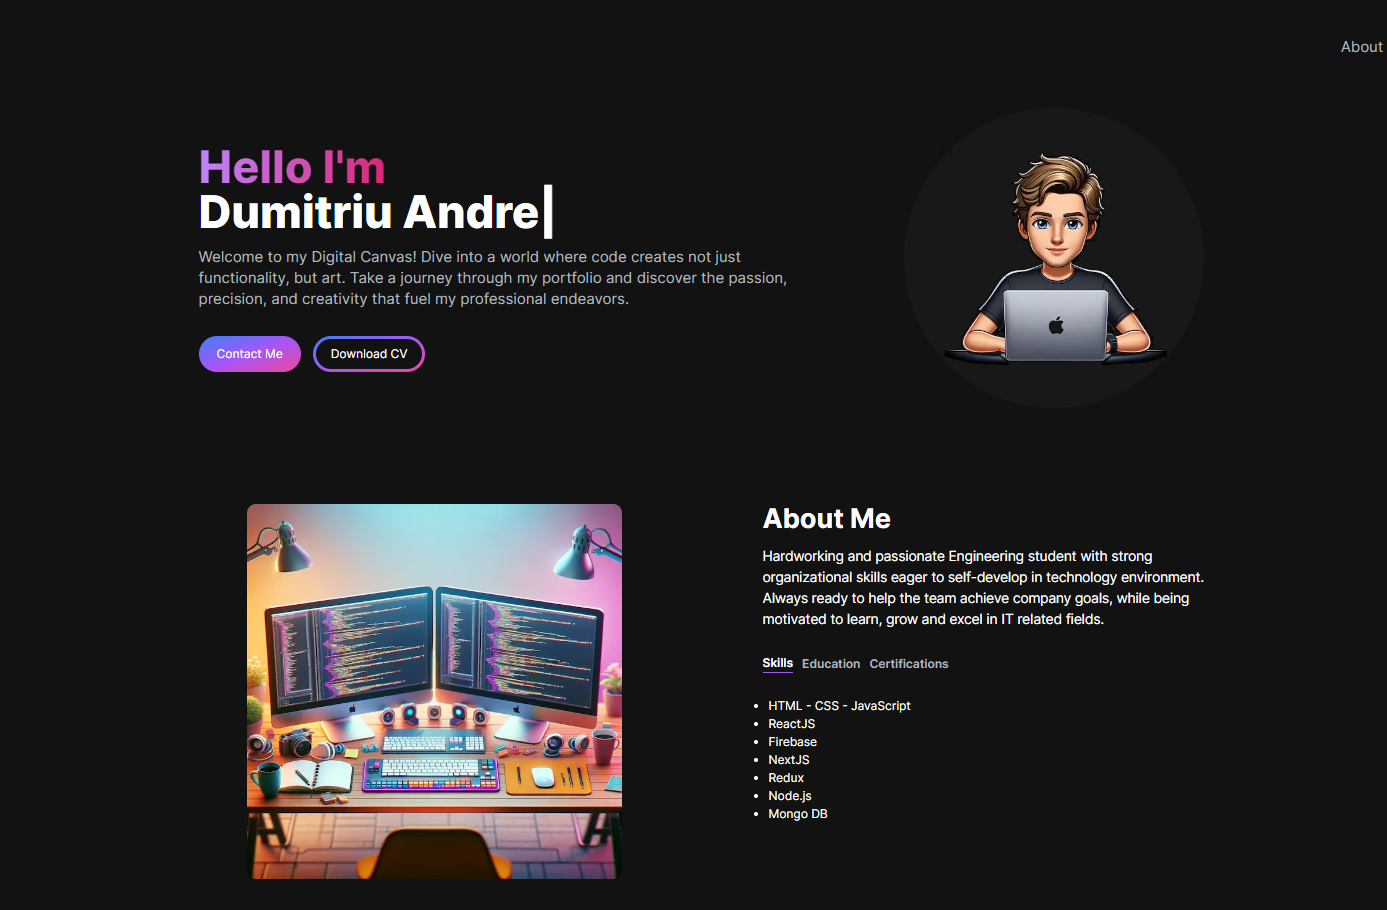 About
Hello I'm
Dumitriu Andre
Welcome to my Digital Canvas! Dive into a world where code creates not just
functionality, but art. Take a journey through my portfolio and discover the passion,
precision, and creativity that fuel my professional endeavors.
Contact Me
Download CV
About Me
Hardworking and passionate Engineering student with strong
organizational skills eager to self-develop in technology environment.
Always ready to help the team achieve company goals, while being
motivated to learn, grow and excel in IT related fields.
Skills Education Certifications
HTML - CSS - JavaScript
ReactJS
Firebase
NextJS
Redux
Node.js
Mongo DB